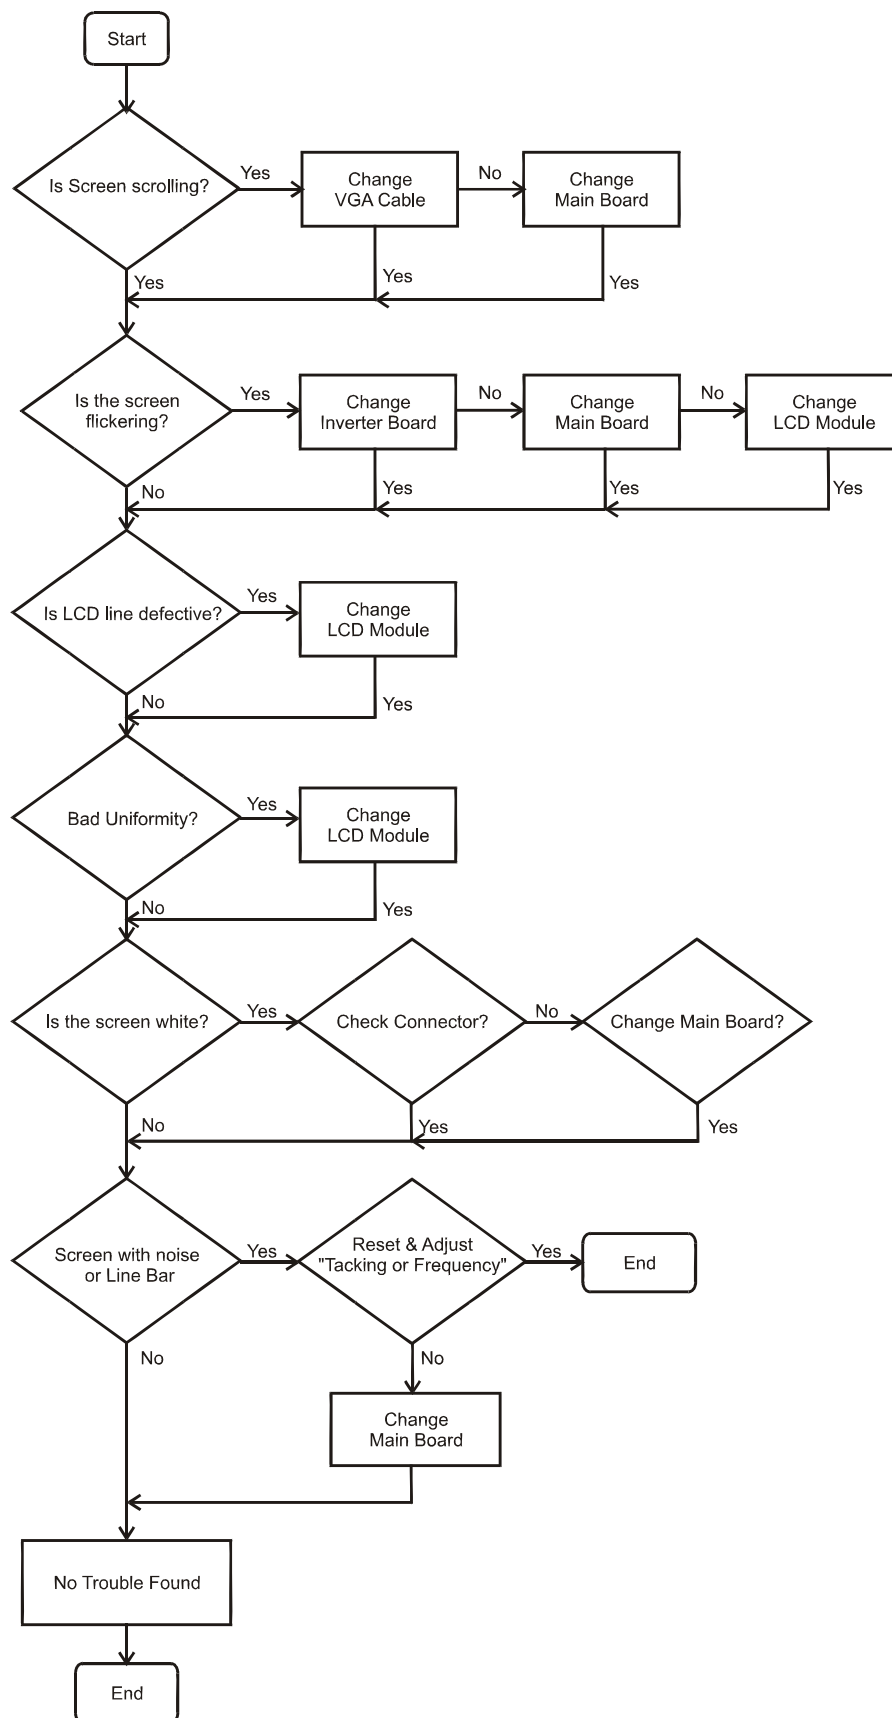 Start
Is Screen scrolling?
Yes
Change
VGA Cable
No
Change
Main Board
Yes
Yes
Yes
Is the screen
flickering?
Yes
Change
Inverter Board
No
Change
Main Board
No
Change
LCD Module
No
Yes
Yes
Yes
Is LCD line defective?
Yes
Change
LCD Module
No
Yes
Bad Uniformity?
Yes
Change
LCD Module
No
Yes
Is the screen white?
Yes
Check Connector?
No
Change Main Board?
No
Yes
Yes
Screen with noise
or Line Bar
Yes
Reset & Adjust
"Tacking or Frequency"
Yes
End
No
No
Change
Main Board
No Trouble Found
End